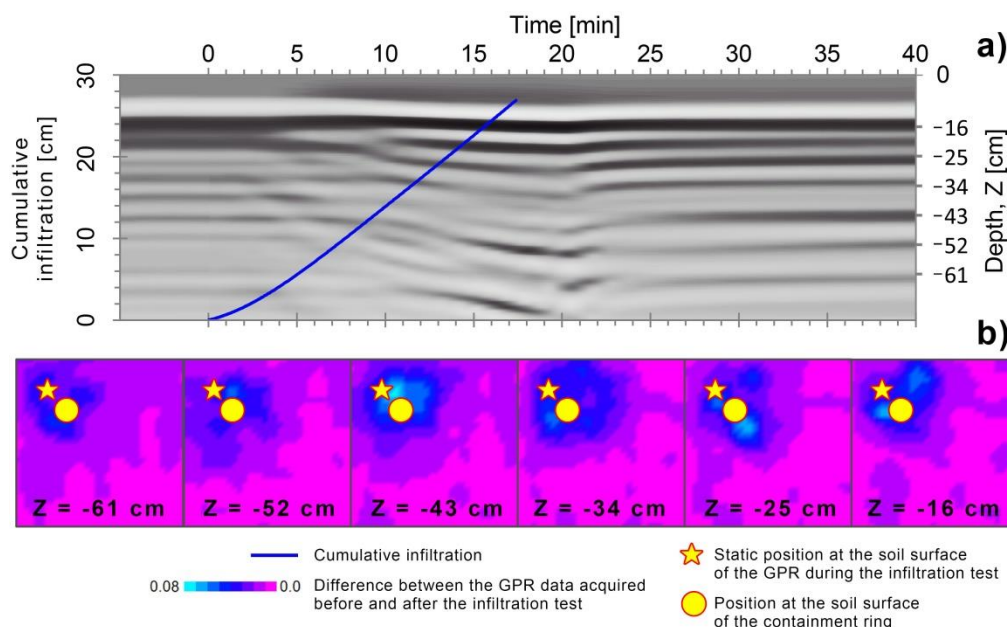 Time [min]
a)
0 5 10 15 20 25 30 35 40
30
20
10
0
Cumulative
infiltration [cm]
0
-16
-25
-34
-43
-52
-61
Depth, Z [cm]
b)
Z = -61 cm
Z = -52 cm
Z = -43 cm
Z = -34 cm
Z = -25 cm
Z = -16 cm
Cumulative infiltration
0.08
0.0
Difference between the GPR data acquired
before and after the infiltration test
Static position at the soil surface
of the GPR during the infiltration test
Position at the soil surface
of the containment ring